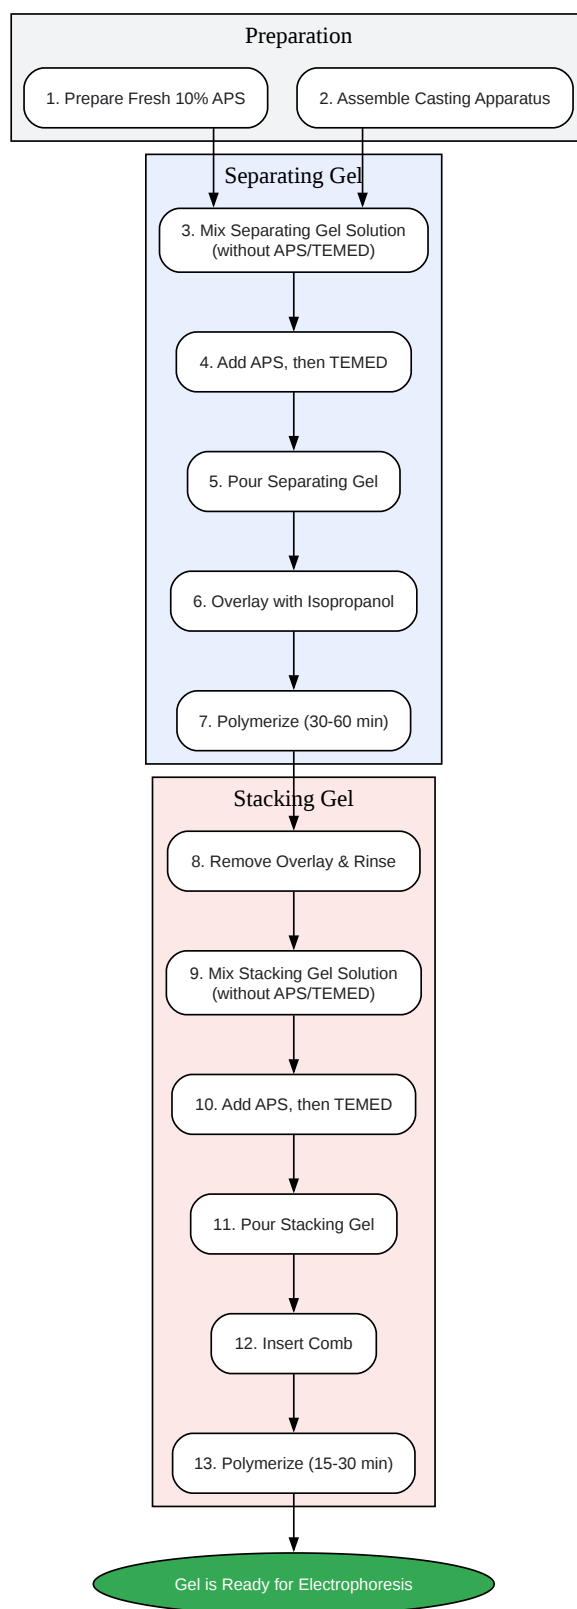 Preparation
1. Prepare Fresh 10% APS
2. Assemble Casting Apparatus
Separating Gel
3. Mix Separating Gel Solution
(without APS/TEMED)
4. Add APS, then TEMED
5. Pour Separating Gel
6. Overlay with Isopropanol
7. Polymerize (30-60 min)
Stacking Gel
8. Remove Overlay & Rinse
9. Mix Stacking Gel Solution
(without APS/TEMED)
10. Add APS, then TEMED
11. Pour Stacking Gel
12. Insert Comb
13. Polymerize (15-30 min)
Gel is Ready for Electrophoresis